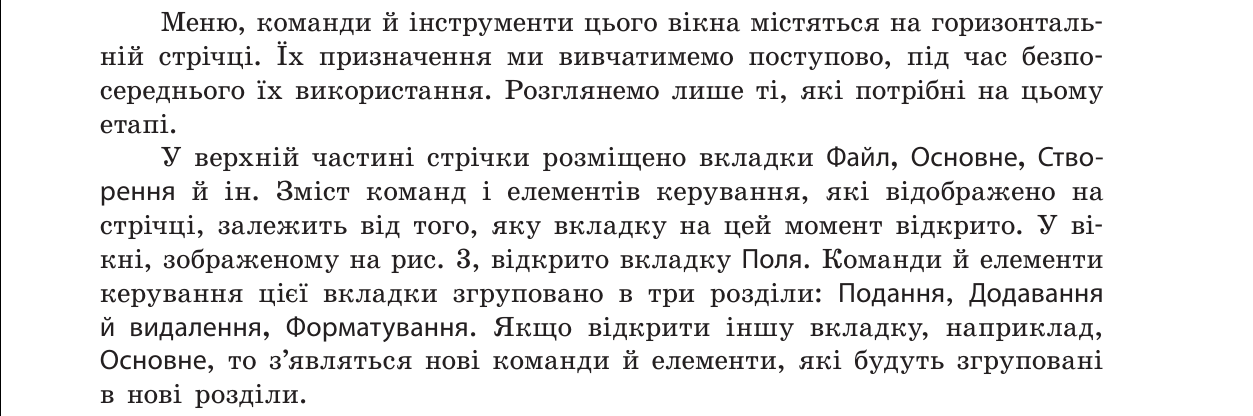 Меню, команди й інструменти цього вікна містяться на горизонталь-
ній стрічці. Їх призначення ми вивчатимемо поступово, під час безпо-
середнього їх використання. Розглянемо лише ті, які потрібні на цьому
етапі.
У верхній частині стрічки розміщено вкладки Файл, Основне, Ство-
рення й ін. Зміст команд і елементів керування, які відображено на
стрічці, залежить від того, яку вкладку на цей момент відкрито. У ві-
кні, зображеному на рис. 3, відкрито вкладку Поля. Команди й елементи
керування цієї вкладки згруповано в три розділи: Подання, Додавання
й видалення, Форматування. Якщо відкрити іншу вкладку, наприклад,
Основне, то з’являться нові команди й елементи, які будуть згруповані
в нові розділи.